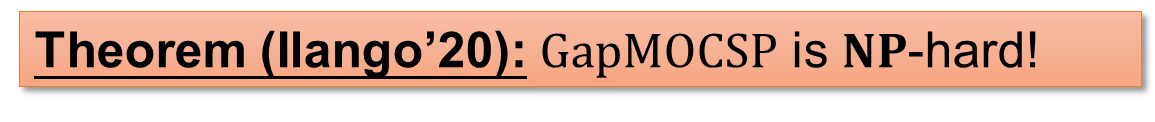 Theorem (Ilango’20): GapMOCSP is NP-hard!